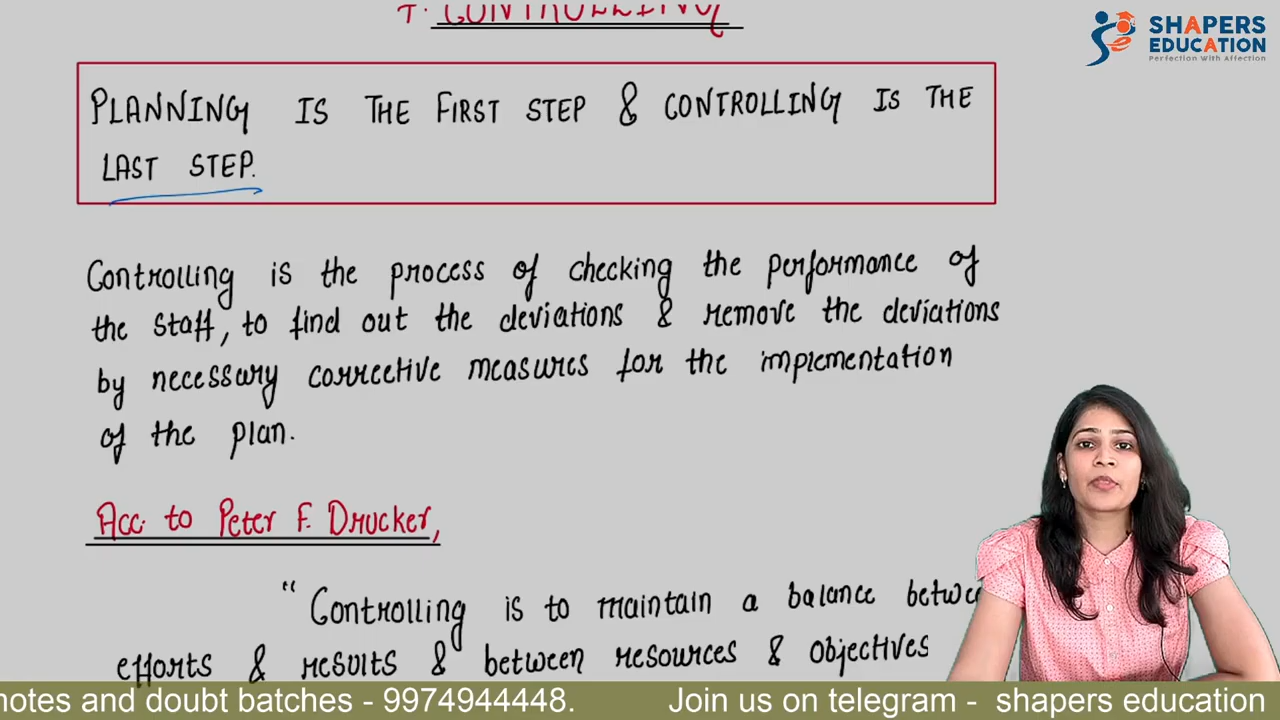 7. CONTROLLING
SHAPERS
EDUCATION
Perfection With Affection
PLANNING IS THE FIRST STEP & CONTROLLING IS THE
LAST STEP.
Controlling is the process of checking the performance of
the staff, to find out the deviations & remove the deviations
by necessary corrective measures for the implementation
of the plan.
Acc. to Peter F. Drucker,
" Controlling is to maintain a balance
efforts & results & between resources & objectives
notes and doubt batches - 9974944448. Join us on telegram - shapers education